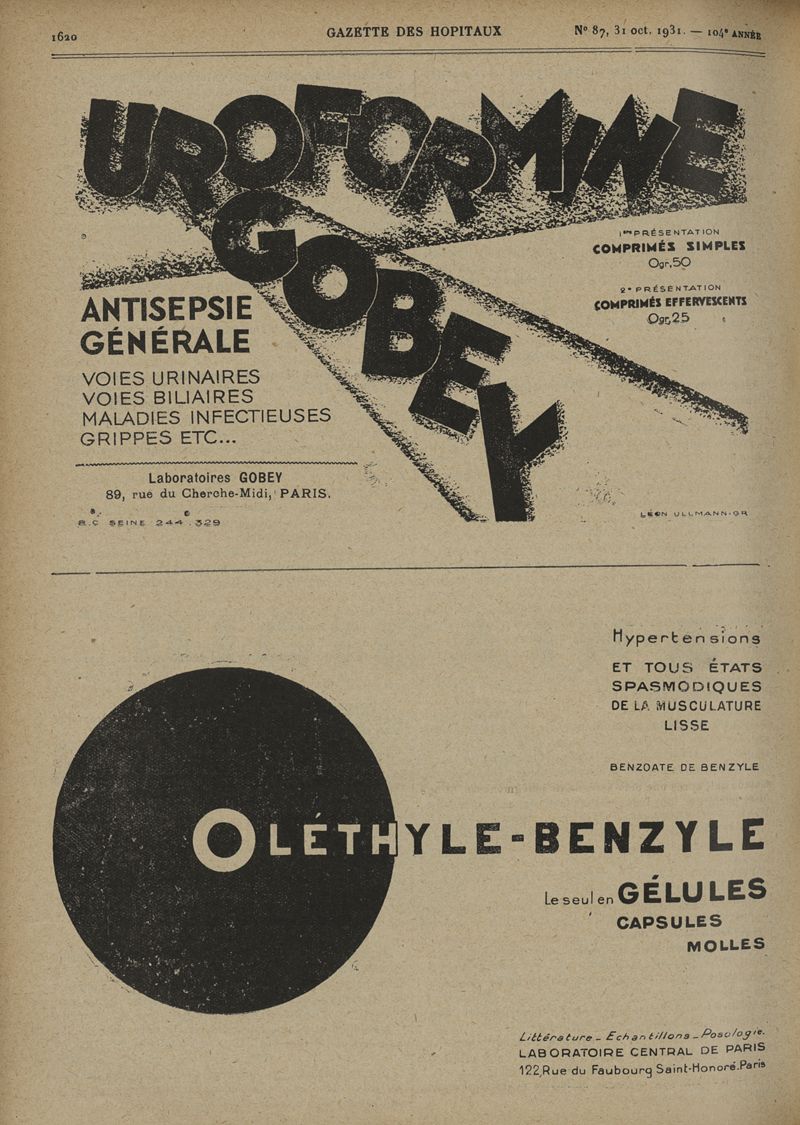 1620
GAZETTE DES HOPITAUX
N° 87, 31 oct. 1931. — 104e ANNÉE
UROFORMINE
GOBEY
1ère PRÉSENTATION
COMPRIMÉS SIMPLES
0gr,50
2e PRÉSENTATION
COMPRIMÉS EFFERVESCENTS
0gr,25
ANTISEPSIE
GÉNÉRALE
VOIES URINAIRES
VOIES BILIAIRES
MALADIES INFECTIEUSES
GRIPPES ETC...
Laboratoires GOBEY
89, rue du Cherche-Midi, PARIS.
R.C SEINE 244.329
LÉON ULLMANN-GR
Hypertensions
ET TOUS ÉTATS
SPASMODIQUES
DE LA MUSCULATURE
LISSE
BENZOATE DE BENZYLE
OLÉTHYLE-BENZYLE
Le seul en GÉLULES
CAPSULES
MOLLES
Littérature _ Echantillons _ Posologie.
LABORATOIRE CENTRAL DE PARIS
122, Rue du Faubourg Saint-Honoré. Paris